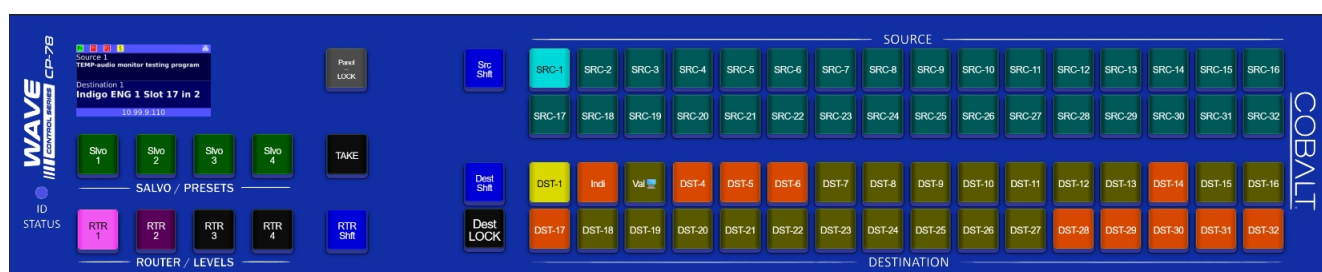 WAVE
CONTROL SERIES
CP-78
ID
STATUS
Source 1
TEMP-audio monitor testing program
Destination 1
Indigo ENG 1 Slot 17 in 2
10.99.9.110
Slvo 1
Slvo 2
Slvo 3
Slvo 4
SALVO / PRESETS
RTR 1
RTR 2
RTR 3
RTR 4
ROUTER / LEVELS
Panel
LOCK
TAKE
RTR Shft
Src Shft
SOURCE
SRC-1 SRC-2 SRC-3 SRC-4 SRC-5 SRC-6 SRC-7 SRC-8 SRC-9 SRC-10 SRC-11 SRC-12 SRC-13 SRC-14 SRC-15 SRC-16
SRC-17 SRC-18 SRC-19 SRC-20 SRC-21 SRC-22 SRC-23 SRC-24 SRC-25 SRC-26 SRC-27 SRC-28 SRC-29 SRC-30 SRC-31 SRC-32
Dest Shft
DST-1 Indi Val DST-4 DST-5 DST-6 DST-7 DST-8 DST-9 DST-10 DST-11 DST-12 DST-13 DST-14 DST-15 DST-16
Dest LOCK
DST-17 DST-18 DST-19 DST-20 DST-21 DST-22 DST-23 DST-24 DST-25 DST-26 DST-27 DST-28 DST-29 DST-30 DST-31 DST-32
DESTINATION
COBALT